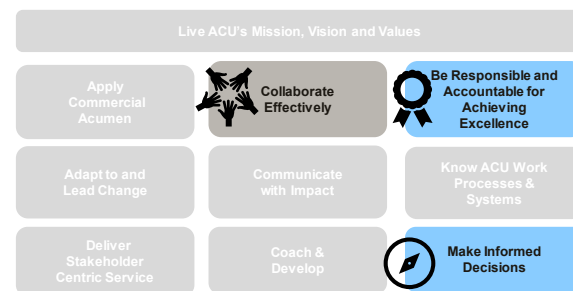 Live ACU's Mission, Vision and Values
Apply
Commercial
Acumen
Collaborate
Effectively
Be Responsible and
Accountable for
Achieving
Excellence
Adapt to and
Lead Change
Communicate
with Impact
Know ACU Work
Processes &
Systems
Deliver
Stakeholder
Centric Service
Coach &
Develop
Make Informed
Decisions